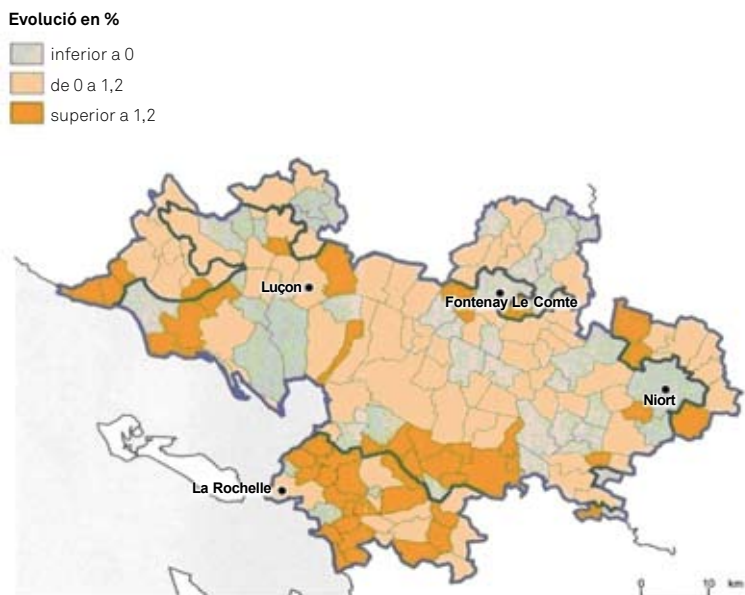 Evolució en %
inferior a 0
de 0 a 1,2
superior a 1,2
Luçon
Fontenay Le Comte
Niort
La Rochelle
0 10 km